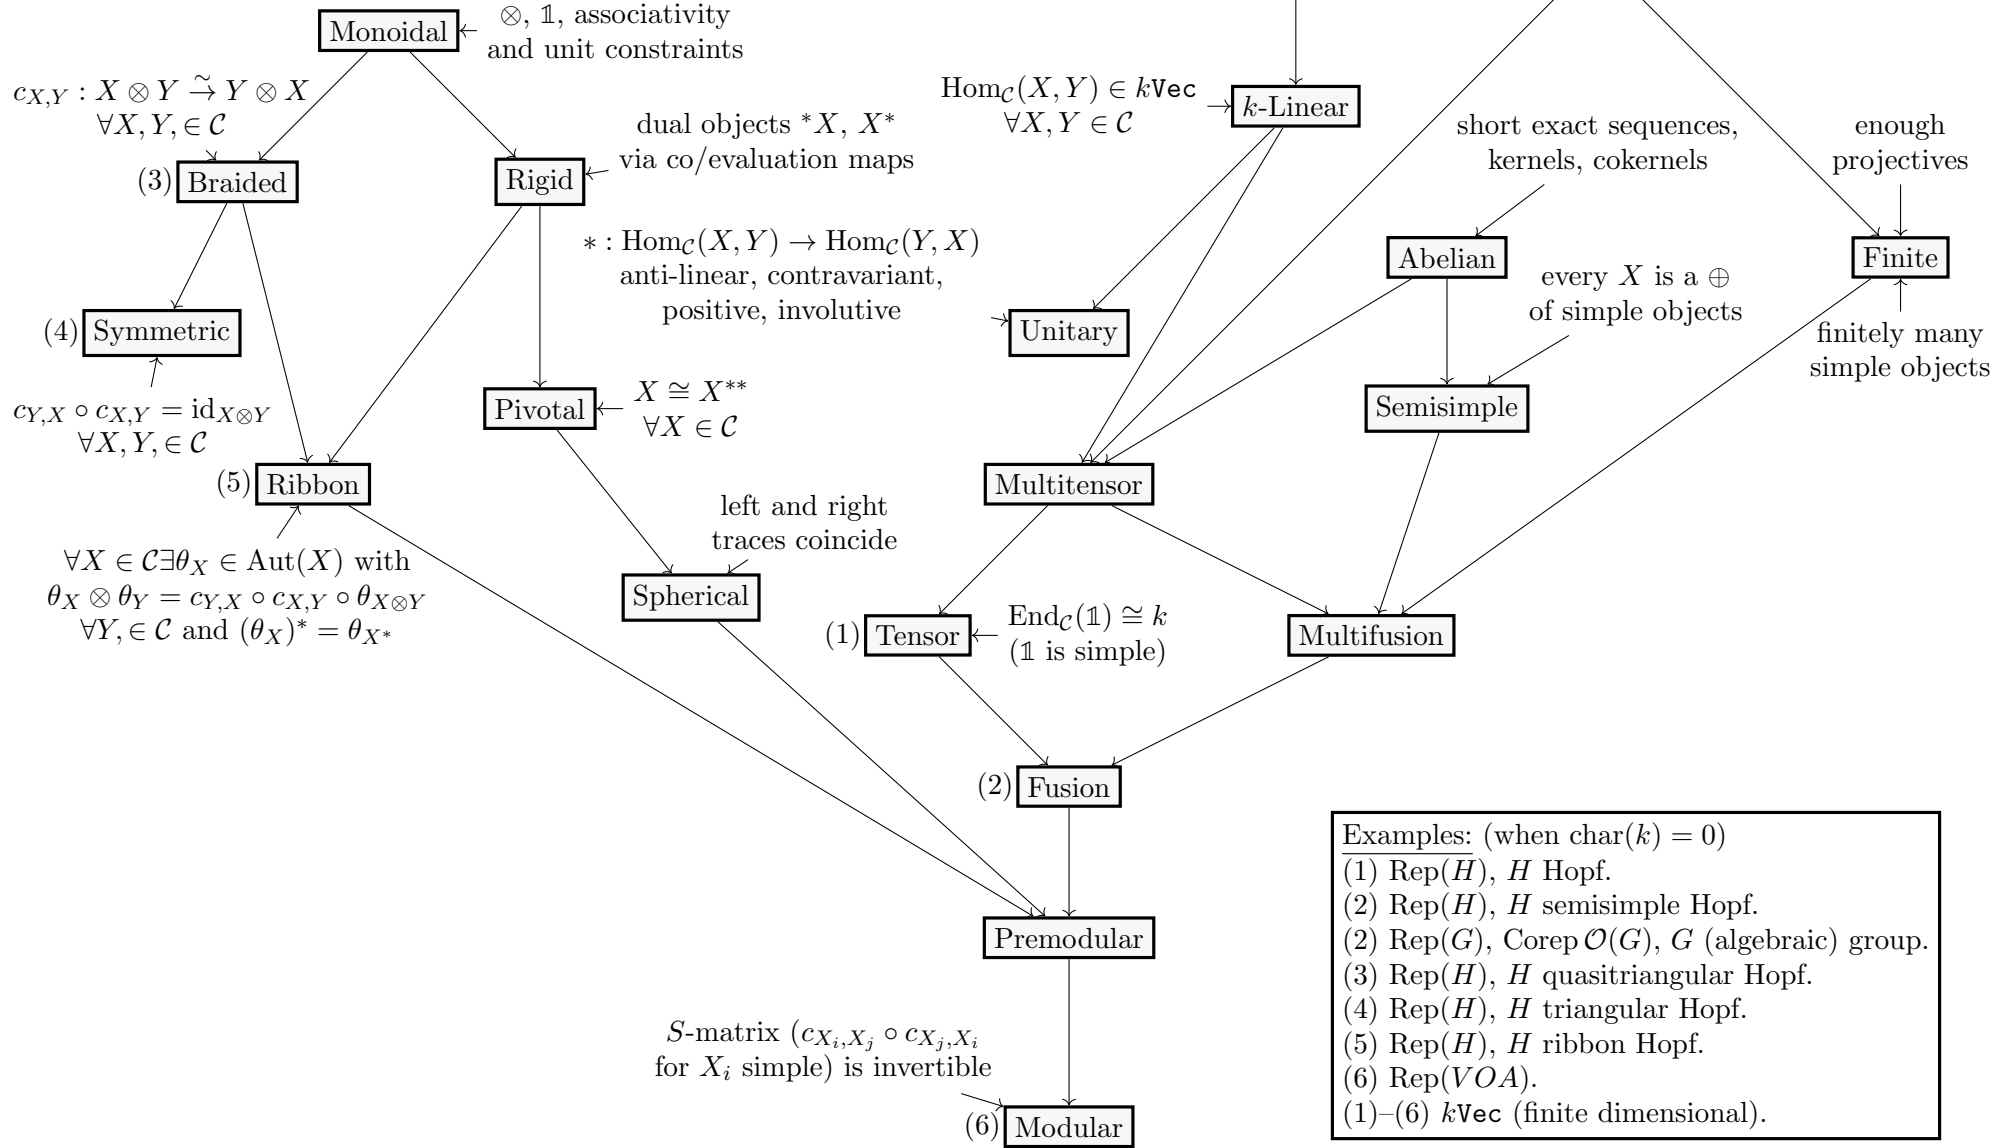 ⊗, 𝟙, associativity
and unit constraints
Monoidal
c_{X,Y} : X ⊗ Y →̃ Y ⊗ X
∀X, Y, ∈ 𝒞
Hom_𝒞(X, Y) ∈ kVec
∀X, Y ∈ 𝒞
k-Linear
dual objects *X, X*
via co/evaluation maps
short exact sequences,
kernels, cokernels
enough
projectives
(3) Braided
Rigid
* : Hom_𝒞(X, Y) → Hom_𝒞(Y, X)
anti-linear, contravariant,
positive, involutive
Abelian
Finite
every X is a ⊕
of simple objects
(4) Symmetric
Unitary
finitely many
simple objects
c_{Y,X} ∘ c_{X,Y} = id_{X⊗Y}
∀X, Y, ∈ 𝒞
Pivotal
X ≅ X**
∀X ∈ 𝒞
Semisimple
(5) Ribbon
Multitensor
left and right
traces coincide
∀X ∈ 𝒞∃θ_X ∈ Aut(X) with
θ_X ⊗ θ_Y = c_{Y,X} ∘ c_{X,Y} ∘ θ_{X⊗Y}
∀Y, ∈ 𝒞 and (θ_X)* = θ_{X*}
Spherical
(1) Tensor
End_𝒞(𝟙) ≅ k
(𝟙 is simple)
Multifusion
(2) Fusion
Premodular
S-matrix (c_{X_i,X_j} ∘ c_{X_j,X_i}
for X_i simple) is invertible
(6) Modular
Examples: (when char(k) = 0)
(1) Rep(H), H Hopf.
(2) Rep(H), H semisimple Hopf.
(2) Rep(G), Corep 𝒪(G), G (algebraic) group.
(3) Rep(H), H quasitriangular Hopf.
(4) Rep(H), H triangular Hopf.
(5) Rep(H), H ribbon Hopf.
(6) Rep(VOA).
(1)–(6) kVec (finite dimensional).